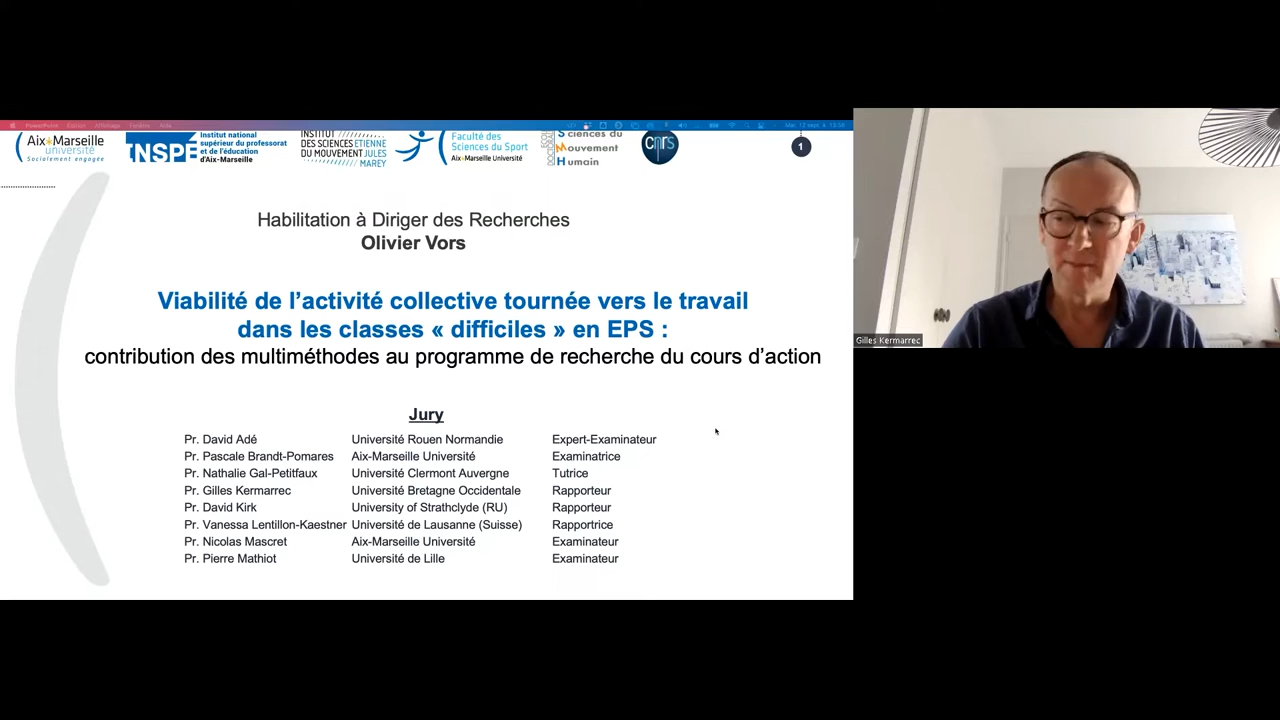 PowerPoint Édition Affichage Fenêtre Aide
Aix Marseille
université
Socialement engagée
INSPÉ
Institut national
supérieur du professorat
et de l'éducation
d'Aix-Marseille
INSTITUT
DES SCIENCES ETIENNE
DU MOUVEMENT JULES
MAREY
Faculté des
Sciences du Sport
Aix Marseille Université
Sciences du
Mouvement
Humain
cnrs
1
Habilitation à Diriger des Recherches
Olivier Vors
Viabilité de l'activité collective tournée vers le travail
dans les classes « difficiles » en EPS :
contribution des multiméthodes au programme de recherche du cours d'action
Jury
Pr. David Adé Université Rouen Normandie Expert-Examinateur
Pr. Pascale Brandt-Pomares Aix-Marseille Université Examinatrice
Pr. Nathalie Gal-Petitfaux Université Clermont Auvergne Tutrice
Pr. Gilles Kermarrec Université Bretagne Occidentale Rapporteur
Pr. David Kirk University of Strathclyde (RU) Rapporteur
Pr. Vanessa Lentillon-Kaestner Université de Lausanne (Suisse) Rapportrice
Pr. Nicolas Mascret Aix-Marseille Université Examinateur
Pr. Pierre Mathiot Université de Lille Examinateur
Gilles Kermarrec